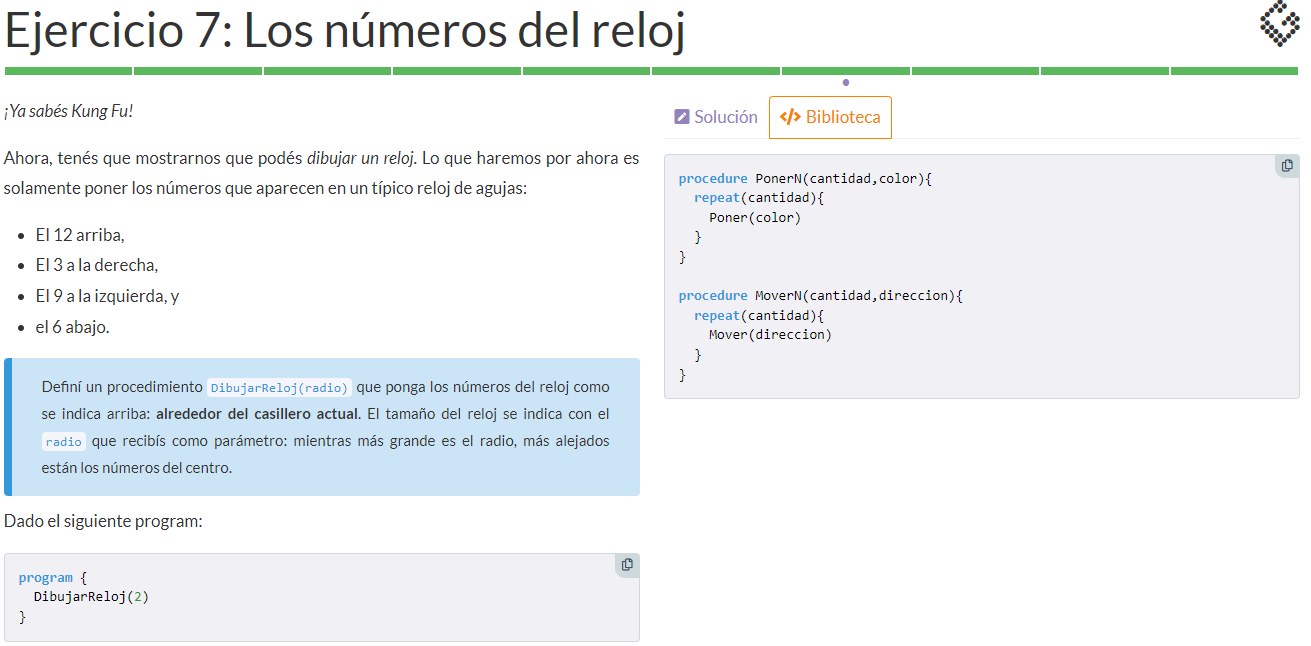 Ejercicio 7: Los números del reloj
¡Ya sabés Kung Fu!
Ahora, tenés que mostrarnos que podés dibujar un reloj. Lo que haremos por ahora es
solamente poner los números que aparecen en un típico reloj de agujas:
El 12 arriba,
El 3 a la derecha,
El 9 a la izquierda, y
el 6 abajo.
Definí un procedimiento DibujarReloj(radio) que ponga los números del reloj como
se indica arriba: alrededor del casillero actual. El tamaño del reloj se indica con el
radio que recibís como parámetro: mientras más grande es el radio, más alejados
están los números del centro.
Dado el siguiente program:
program {
  DibujarReloj(2)
}
Solución
</> Biblioteca
procedure PonerN(cantidad,color){
  repeat(cantidad){
    Poner(color)
  }
}
procedure MoverN(cantidad,direccion){
  repeat(cantidad){
    Mover(direccion)
  }
}